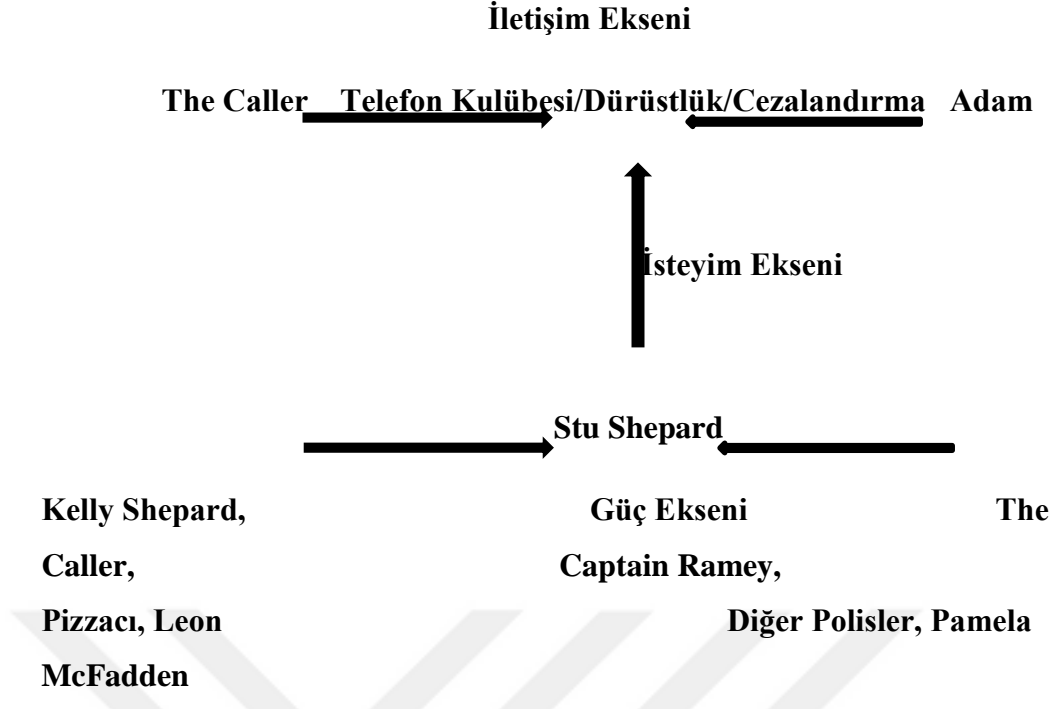 İletişim Ekseni
The Caller Telefon Kulübesi/Dürüstlük/Cezalandırma Adam
İsteyim Ekseni
Stu Shepard
Kelly Shepard, Güç Ekseni The
Caller, Captain Ramey,
Pizzacı, Leon Diğer Polisler, Pamela
McFadden